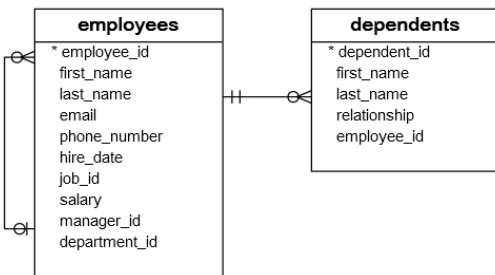 employees
* employee_id
first_name
last_name
email
phone_number
hire_date
job_id
salary
manager_id
department_id
dependents
* dependent_id
first_name
last_name
relationship
employee_id